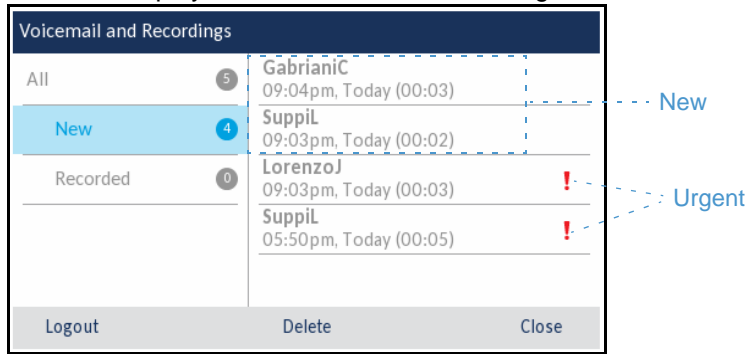 Voicemail and Recordings
All 5
New 4
Recorded 0
GabrianiC
09:04pm, Today (00:03)
SuppiL
09:03pm, Today (00:02)
LorenzoJ
09:03pm, Today (00:03) !
SuppiL
05:50pm, Today (00:05) !
New
Urgent
Logout Delete Close